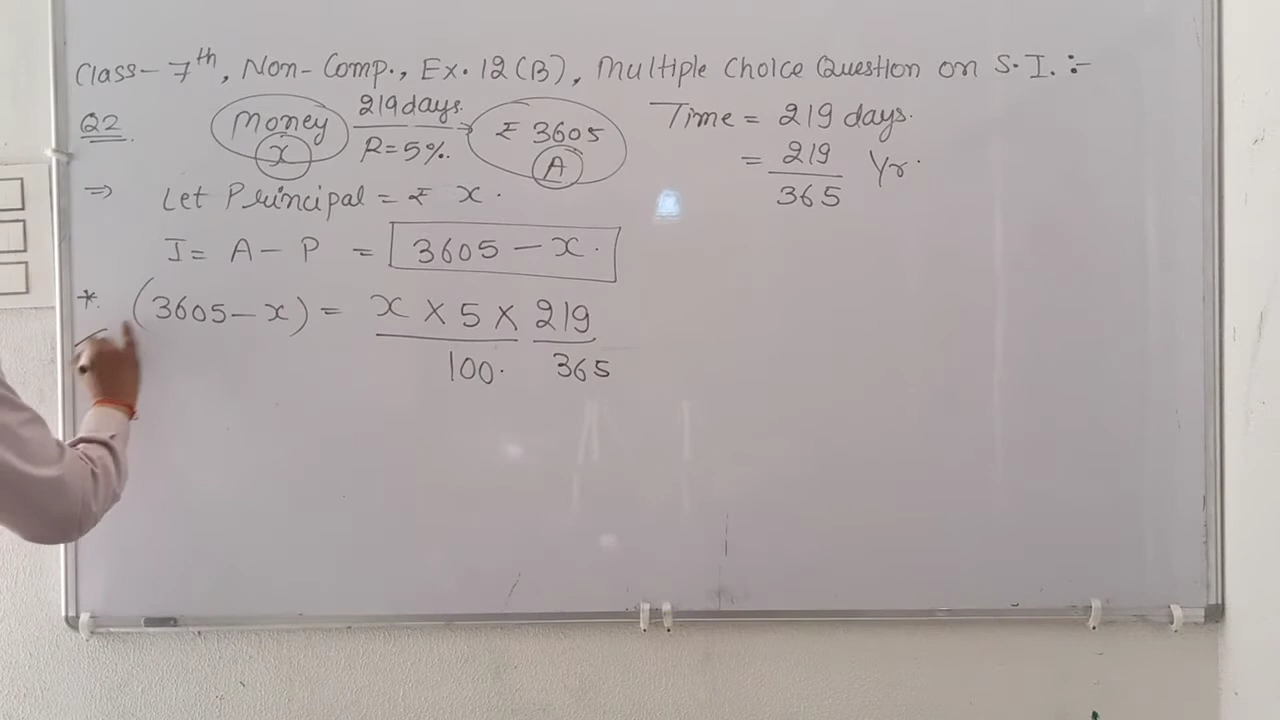 Class-7th, Non-Comp., Ex. 12(B), Multiple Choice Question on S.I. :-
Q2 Money 219 days. → ₹ 3605
x R=5%. A
Time = 219 days.
= 219/365 Yr.
⇒ Let Principal = ₹ x.
I = A - P = 3605 - x.
*. (3605 - x) = x × 5 × 219
100. 365